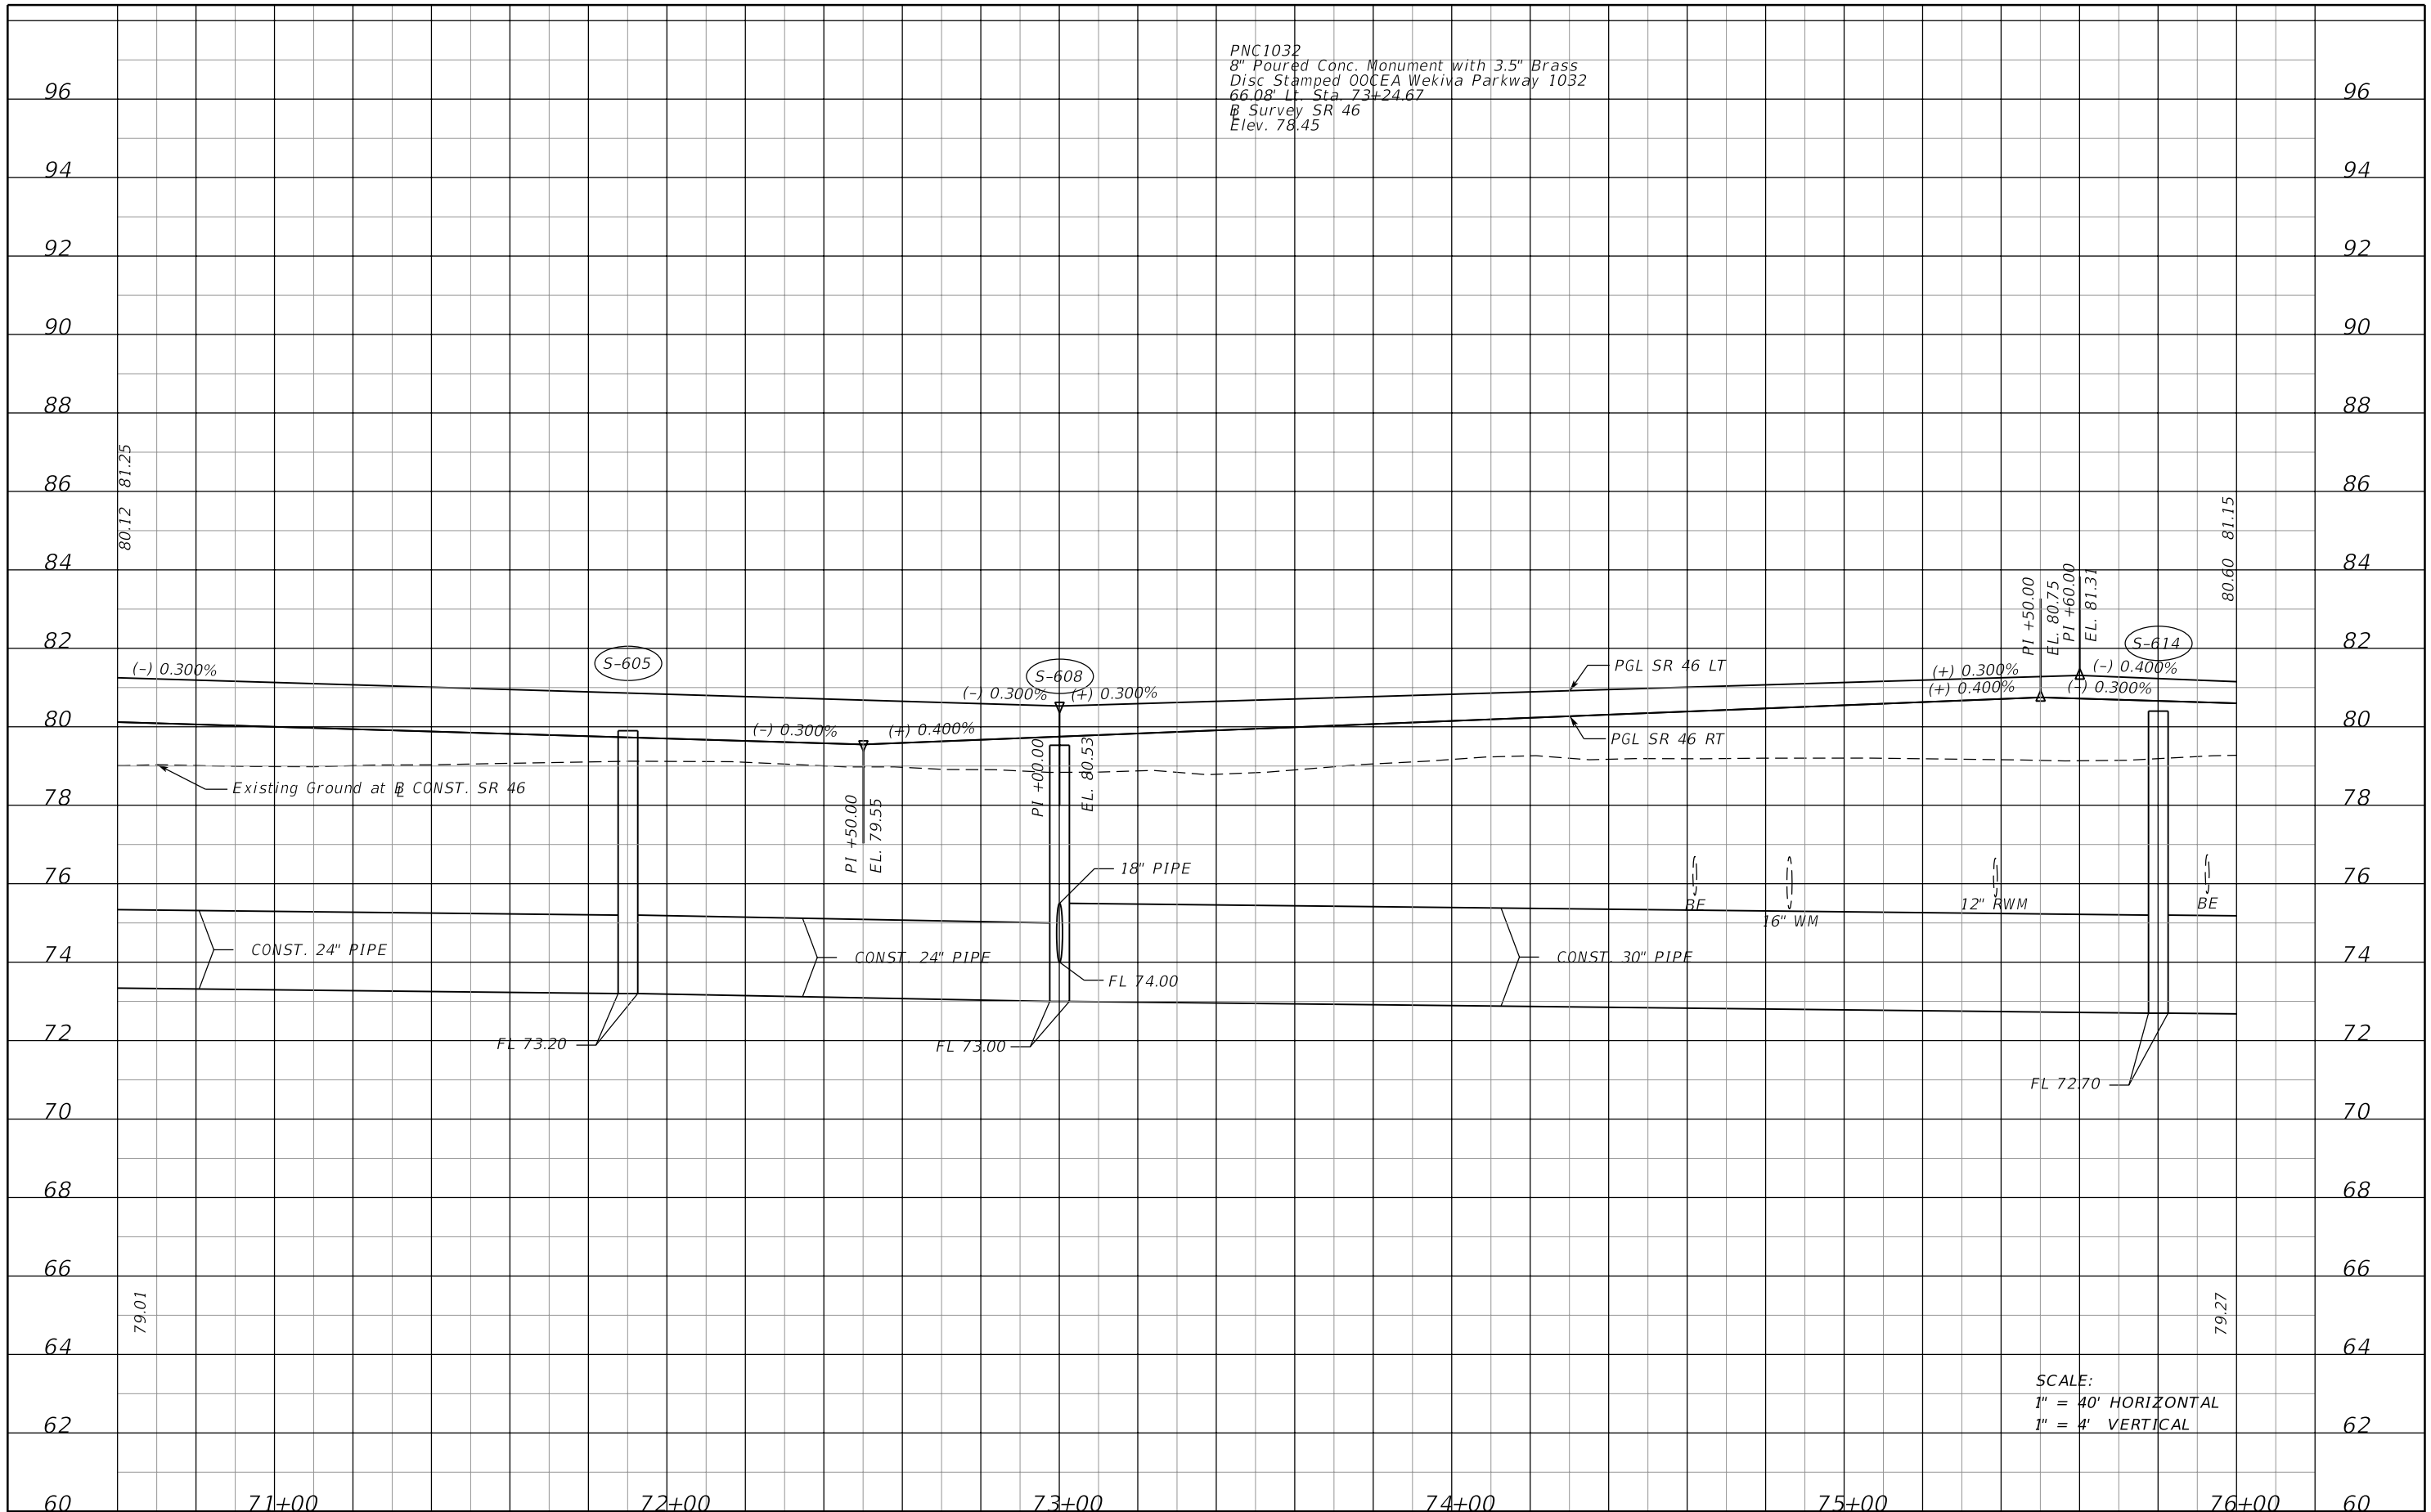 PNC1032
8" Poured Conc. Monument with 3.5" Brass
Disc Stamped OOCEA Wekiva Parkway 1032
66.08' Lt. Sta. 73+24.67
BL Survey SR 46
Elev. 78.45
96 96
94 94
92 92
90 90
88 88
86 86
84 84
82 82
80 80
78 78
76 76
74 74
72 72
70 70
68 68
66 66
64 64
62 62
60 60
80.12 81.25
80.60 81.15
PI +50.00
EL. 80.75
PI +60.00
EL. 81.31
S-605
S-608
S-614
(-) 0.300%
(-) 0.300% (+) 0.300%
(+) 0.300% (-) 0.400%
(-) 0.300% (+) 0.400%
(+) 0.400% (-) 0.300%
PGL SR 46 LT
PGL SR 46 RT
PI +00.00
EL. 80.53
PI +50.00
EL. 79.55
Existing Ground at BL CONST. SR 46
18" PIPE
BE
16" WM
12" RWM
BE
CONST. 24" PIPE
CONST. 24" PIPE
CONST. 30" PIPE
FL 74.00
FL 73.20
FL 73.00
FL 72.70
79.01
79.27
SCALE:
1" = 40' HORIZONTAL
1" = 4' VERTICAL
71+00 72+00 73+00 74+00 75+00 76+00